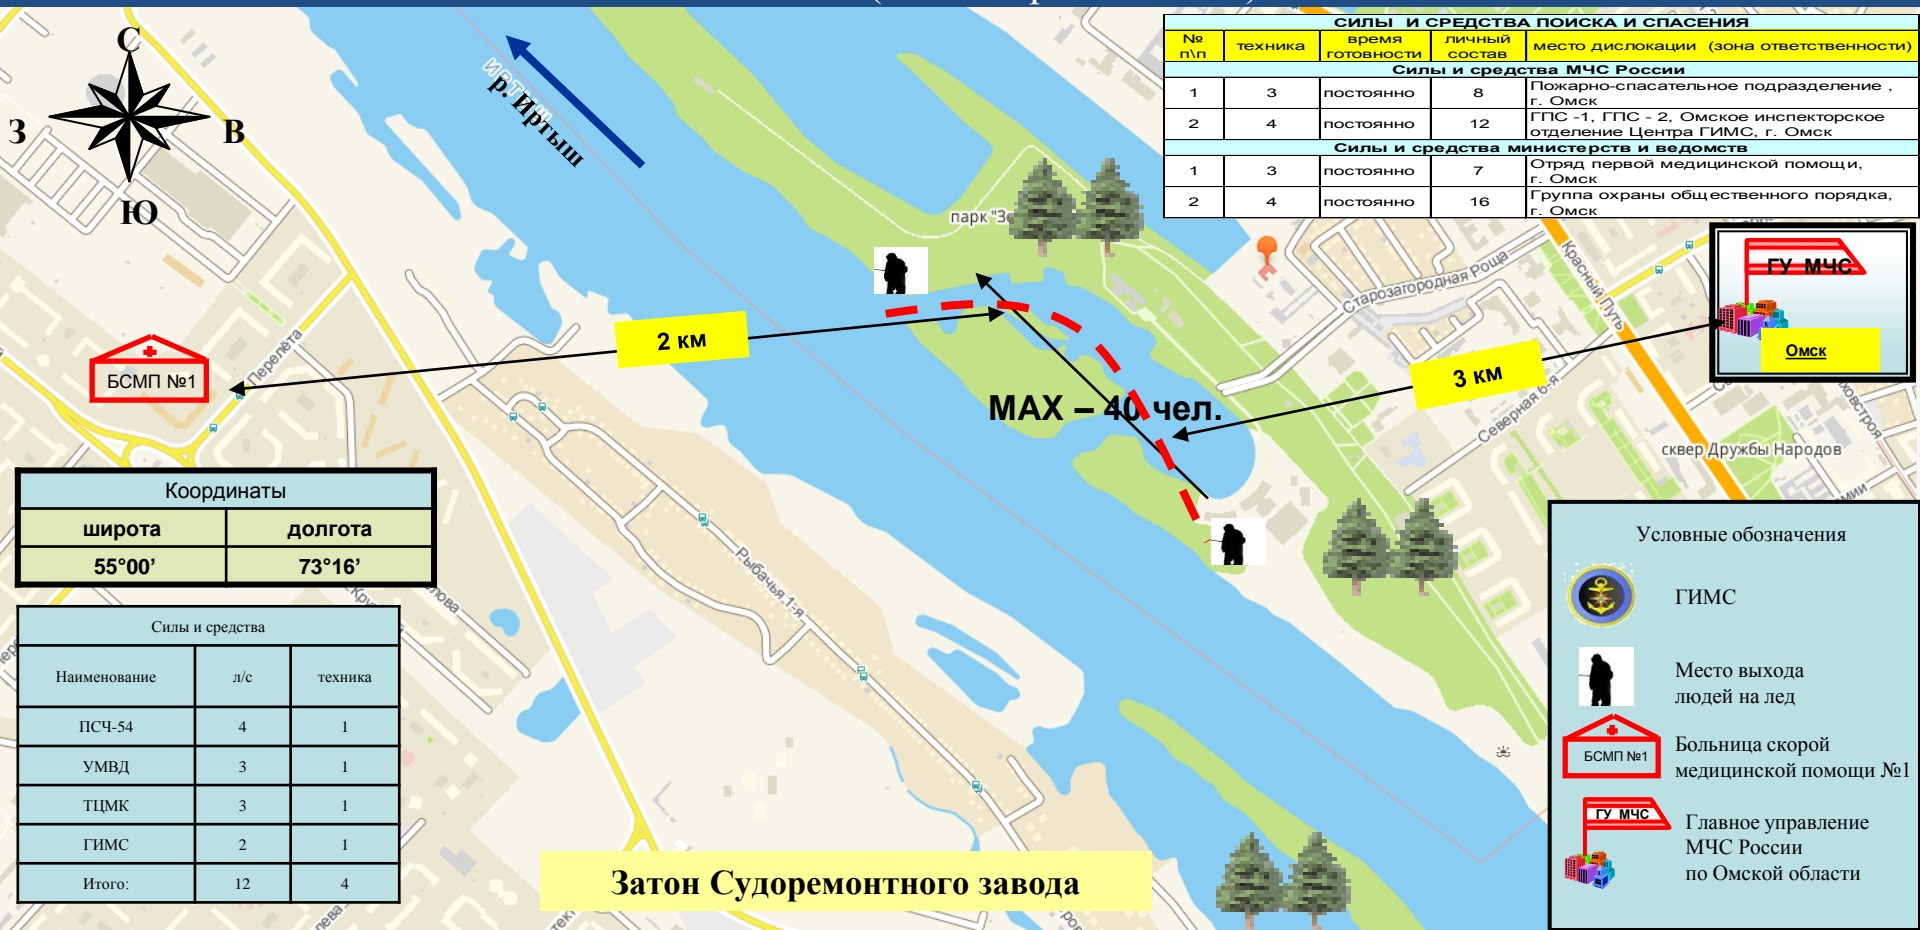 СИЛЫ И СРЕДСТВА ПОИСКА И СПАСЕНИЯ
№ п\п
техника
время готовности
личный состав
место дислокации (зона ответственности)
Силы и средства МЧС России
1
3
постоянно
8
Пожарно-спасательное подразделение ,
г. Омск
2
4
постоянно
12
ГПС -1, ГПС - 2, Омское инспекторское
отделение Центра ГИМС, г. Омск
Силы и средства министерств и ведомств
1
3
постоянно
7
Отряд первой медицинской помощи,
г. Омск
2
4
постоянно
16
Группа охраны общественного порядка,
г. Омск
С
З
В
Ю
р. Иртыш
парк "Зе
Старозагородная Роща
Красный Путь
ГУ МЧС
Омск
2 км
3 км
БСМП №1
Перелёта
МАХ – 40 чел.
Северная 6-я
сквер Дружбы Народов
Координаты
широта
долгота
55°00'
73°16'
Рыбачья 1-я
Силы и средства
Наименование
л/с
техника
ПСЧ-54
4
1
УМВД
3
1
ТЦМК
3
1
ГИМС
2
1
Итого:
12
4
Затон Судоремонтного завода
Условные обозначения
ГИМС
Место выхода
людей на лед
БСМП №1
Больница скорой
медицинской помощи №1
ГУ МЧС
Главное управление
МЧС России
по Омской области